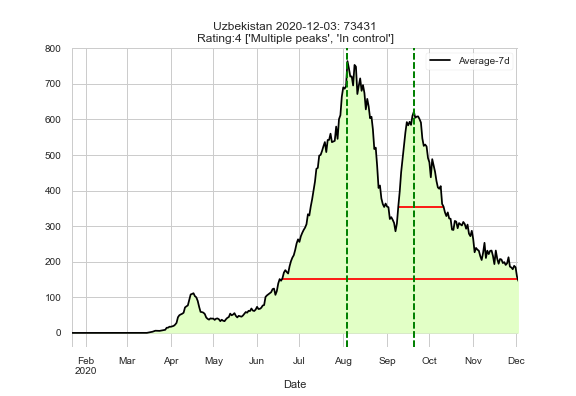 Uzbekistan 2020-12-03: 73431
Rating:4 ['Multiple peaks', 'In control']
Average-7d
800
700
600
500
400
300
200
100
0
Feb
2020
Mar
Apr
May
Jun
Jul
Aug
Sep
Oct
Nov
Dec
Date